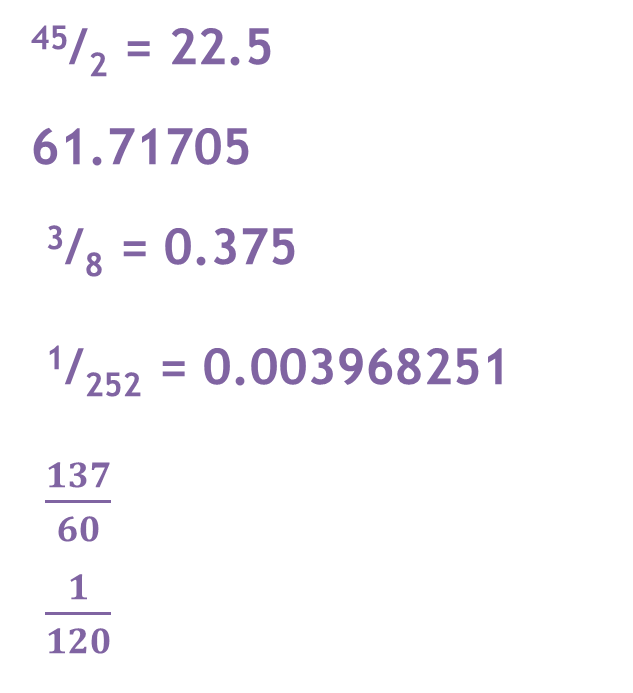 45/2 = 22.5
61.71705
3/8 = 0.375
1/252 = 0.003968251
137
60
1
120